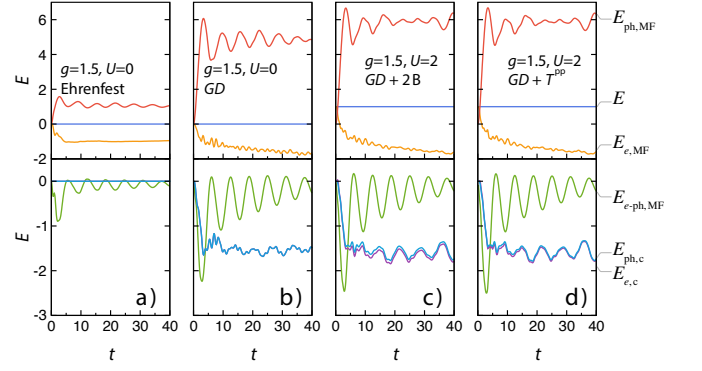 6
4
2
0
-2
E
g=1.5, U=0
Ehrenfest
g=1.5, U=0
GD
g=1.5, U=2
GD + 2B
g=1.5, U=2
GD + Tᵖᵖ
E_ph,MF
E
E_e,MF
0
-1
-2
-3
E
a)
b)
c)
d)
E_e-ph,MF
E_ph,c
E_e,c
0 10 20 30 40
0 10 20 30 40
0 10 20 30 40
0 10 20 30 40
t
t
t
t